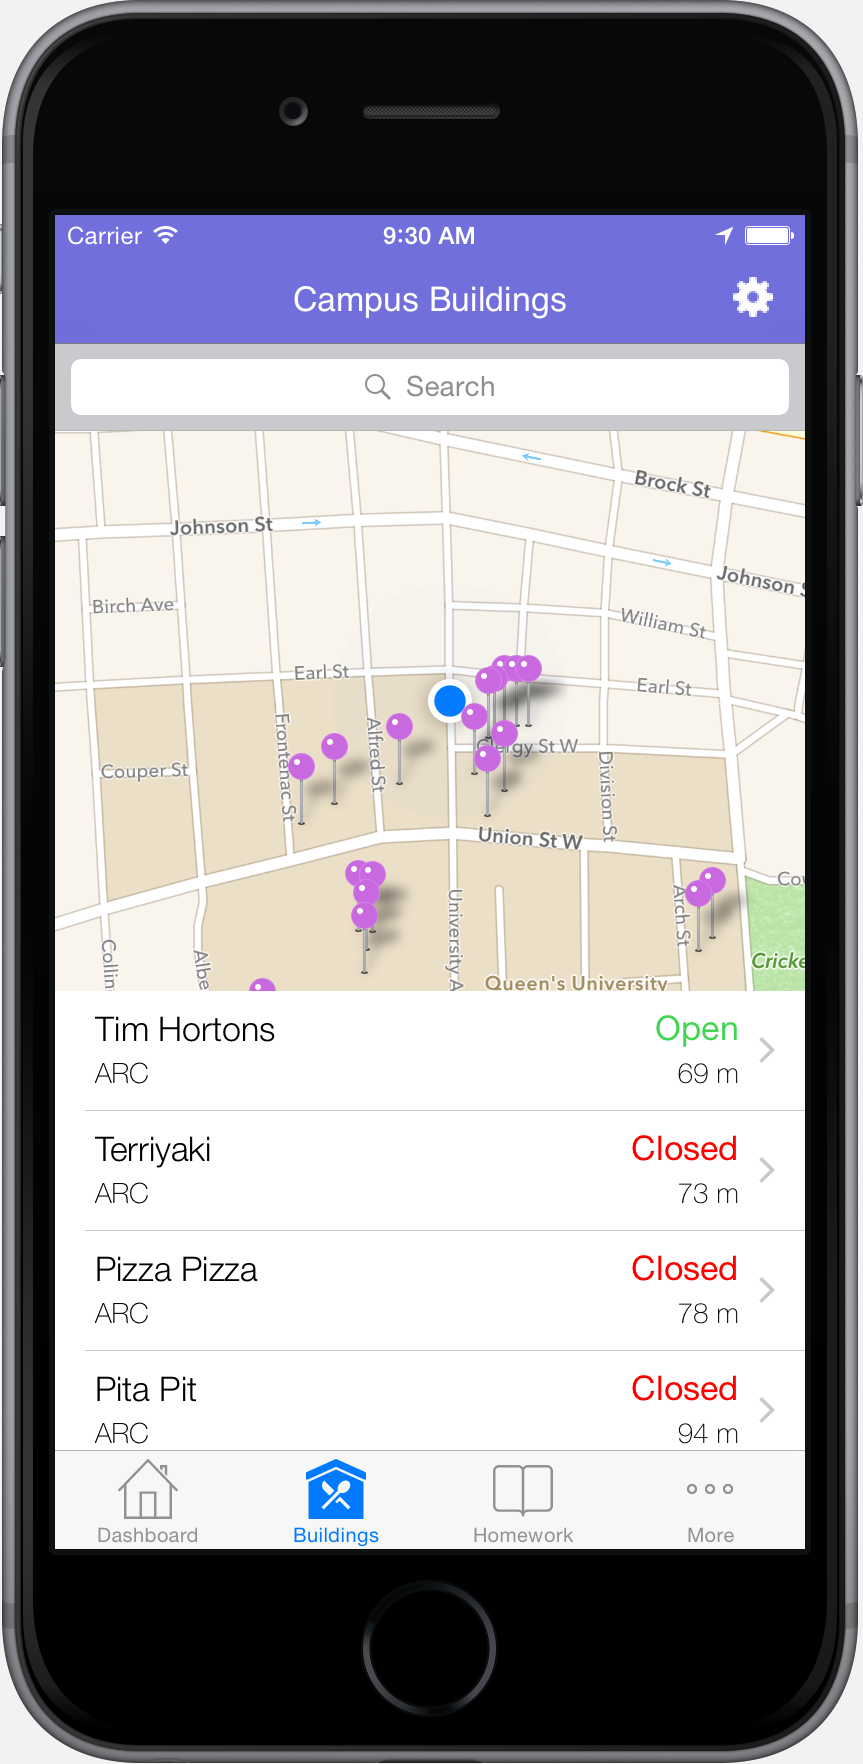 Carrier 9:30 AM
Campus Buildings
Search
Brock St
Johnson St
Johnson S
Birch Ave
William St
Earl St
Earl St
Frontenac St
Alfred St
Clergy St W
Couper St
Division St
Union St W
Arch St
University A
Collin
Albe
Cricke
Queen's University
Tim Hortons Open
ARC 69 m
Terriyaki Closed
ARC 73 m
Pizza Pizza Closed
ARC 78 m
Pita Pit Closed
ARC 94 m
Dashboard Buildings Homework More